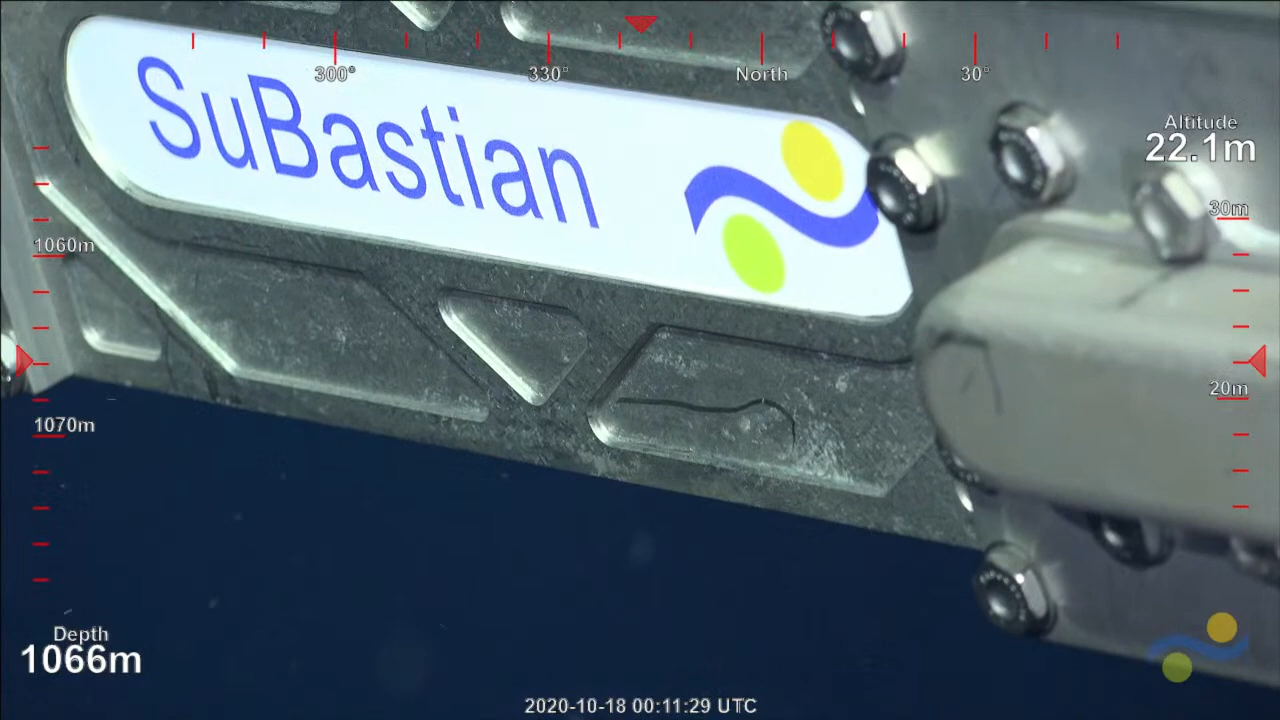 SuBastian
300° 330° North 30°
Altitude
22.1m
30m
1060m
20m
1070m
Depth
1066m
2020-10-18 00:11:29 UTC